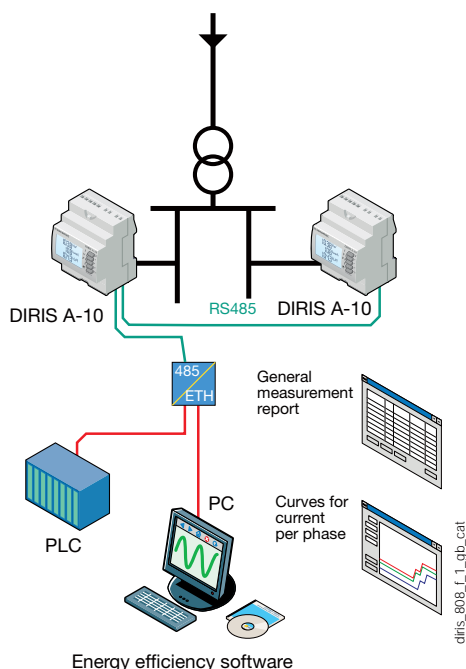 RS485
DIRIS A-10
DIRIS A-10
485
ETH
General
measurement
report
PLC
PC
Curves for
current
per phase
Energy efficiency software
diris_808_f_1_gb_cat